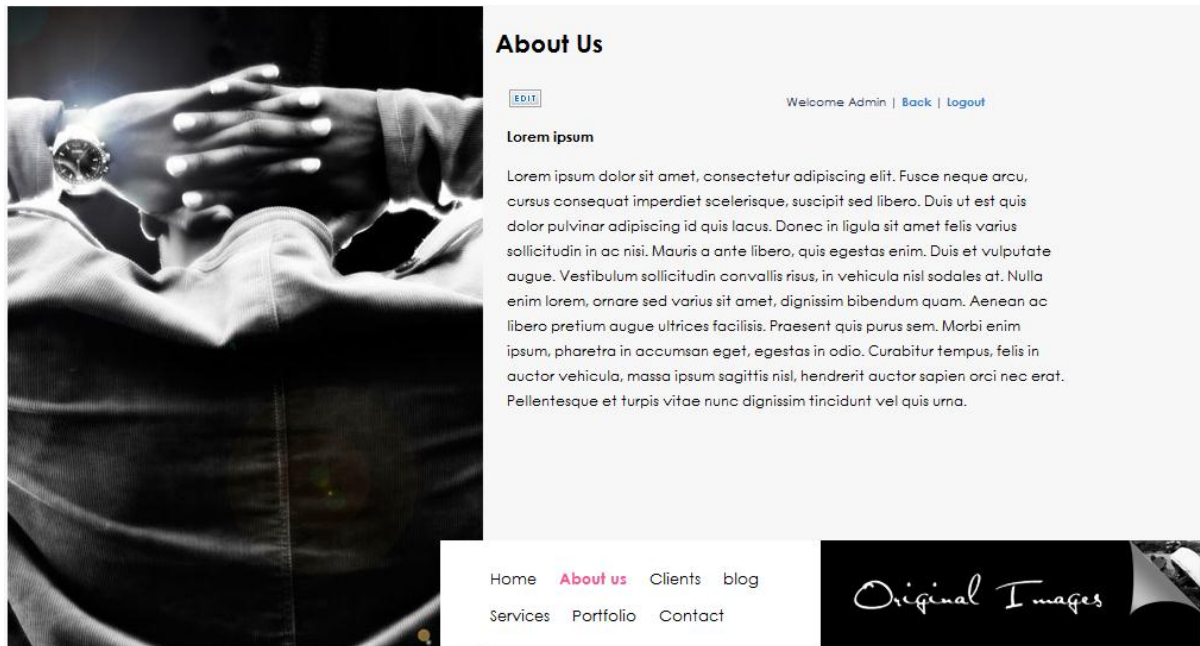 About Us
EDIT
Welcome Admin | Back | Logout
Lorem ipsum
Lorem ipsum dolor sit amet, consectetur adipiscing elit. Fusce neque arcu,
cursus consequat imperdiet scelerisque, suscipit sed libero. Duis ut est quis
dolor pulvinar adipiscing id quis lacus. Donec in ligula sit amet felis varius
sollicitudin in ac nisi. Mauris a ante libero, quis egestas enim. Duis et vulputate
augue. Vestibulum sollicitudin convallis risus, in vehicula nisl sodales at. Nulla
enim lorem, ornare sed varius sit amet, dignissim bibendum quam. Aenean ac
libero pretium augue ultrices facilisis. Praesent quis purus sem. Morbi enim
ipsum, pharetra in accumsan eget, egestas in odio. Curabitur tempus, felis in
auctor vehicula, massa ipsum sagittis nisl, hendrerit auctor sapien orci nec erat.
Pellentesque et turpis vitae nunc dignissim tincidunt vel quis urna.
Home About us Clients blog
Services Portfolio Contact
Original Images